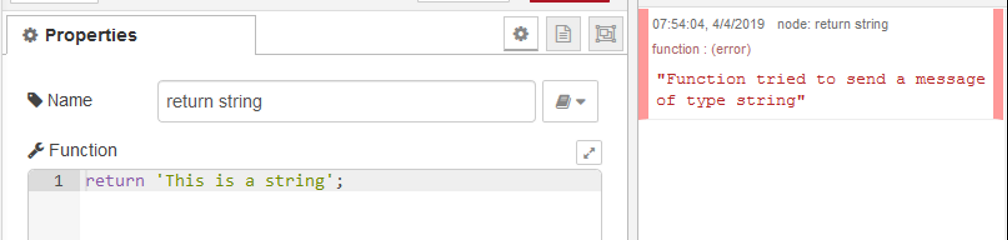 Properties
Name
return string
Function
1 return 'This is a string';
07:54:04, 4/4/2019 node: return string
function : (error)
"Function tried to send a message
of type string"